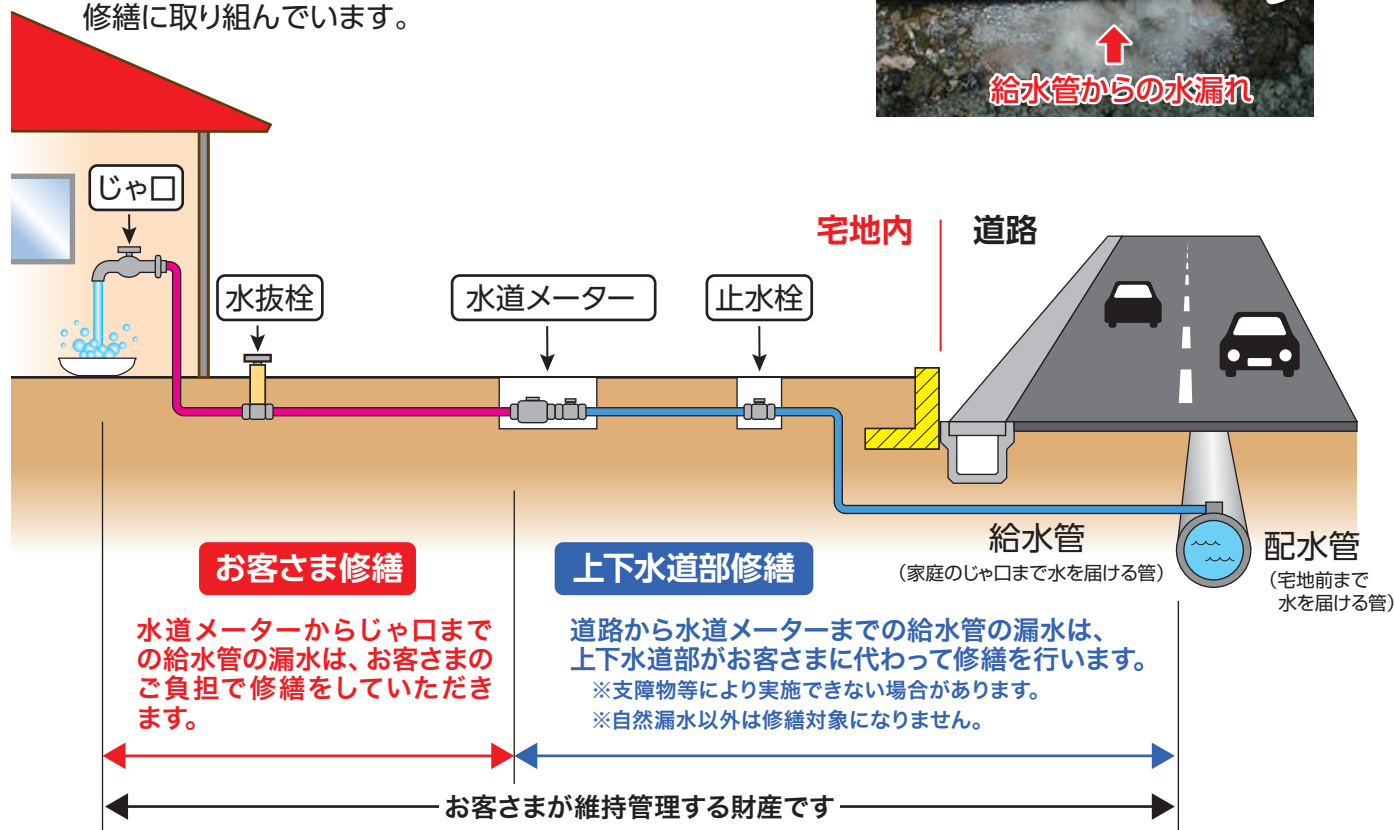 修繕に取り組んでいます。
給水管からの水漏れ
じゃ口
水抜栓
水道メーター
止水栓
宅地内
道路
給水管
(家庭のじゃ口まで水を届ける管)
配水管
(宅地前まで
水を届ける管)
お客さま修繕
水道メーターからじゃ口まで
の給水管の漏水は、お客さまの
ご負担で修繕をしていただき
ます。
上下水道部修繕
道路から水道メーターまでの給水管の漏水は、
上下水道部がお客さまに代わって修繕を行います。
※支障物等により実施できない場合があります。
※自然漏水以外は修繕対象になりません。
お客さまが維持管理する財産です